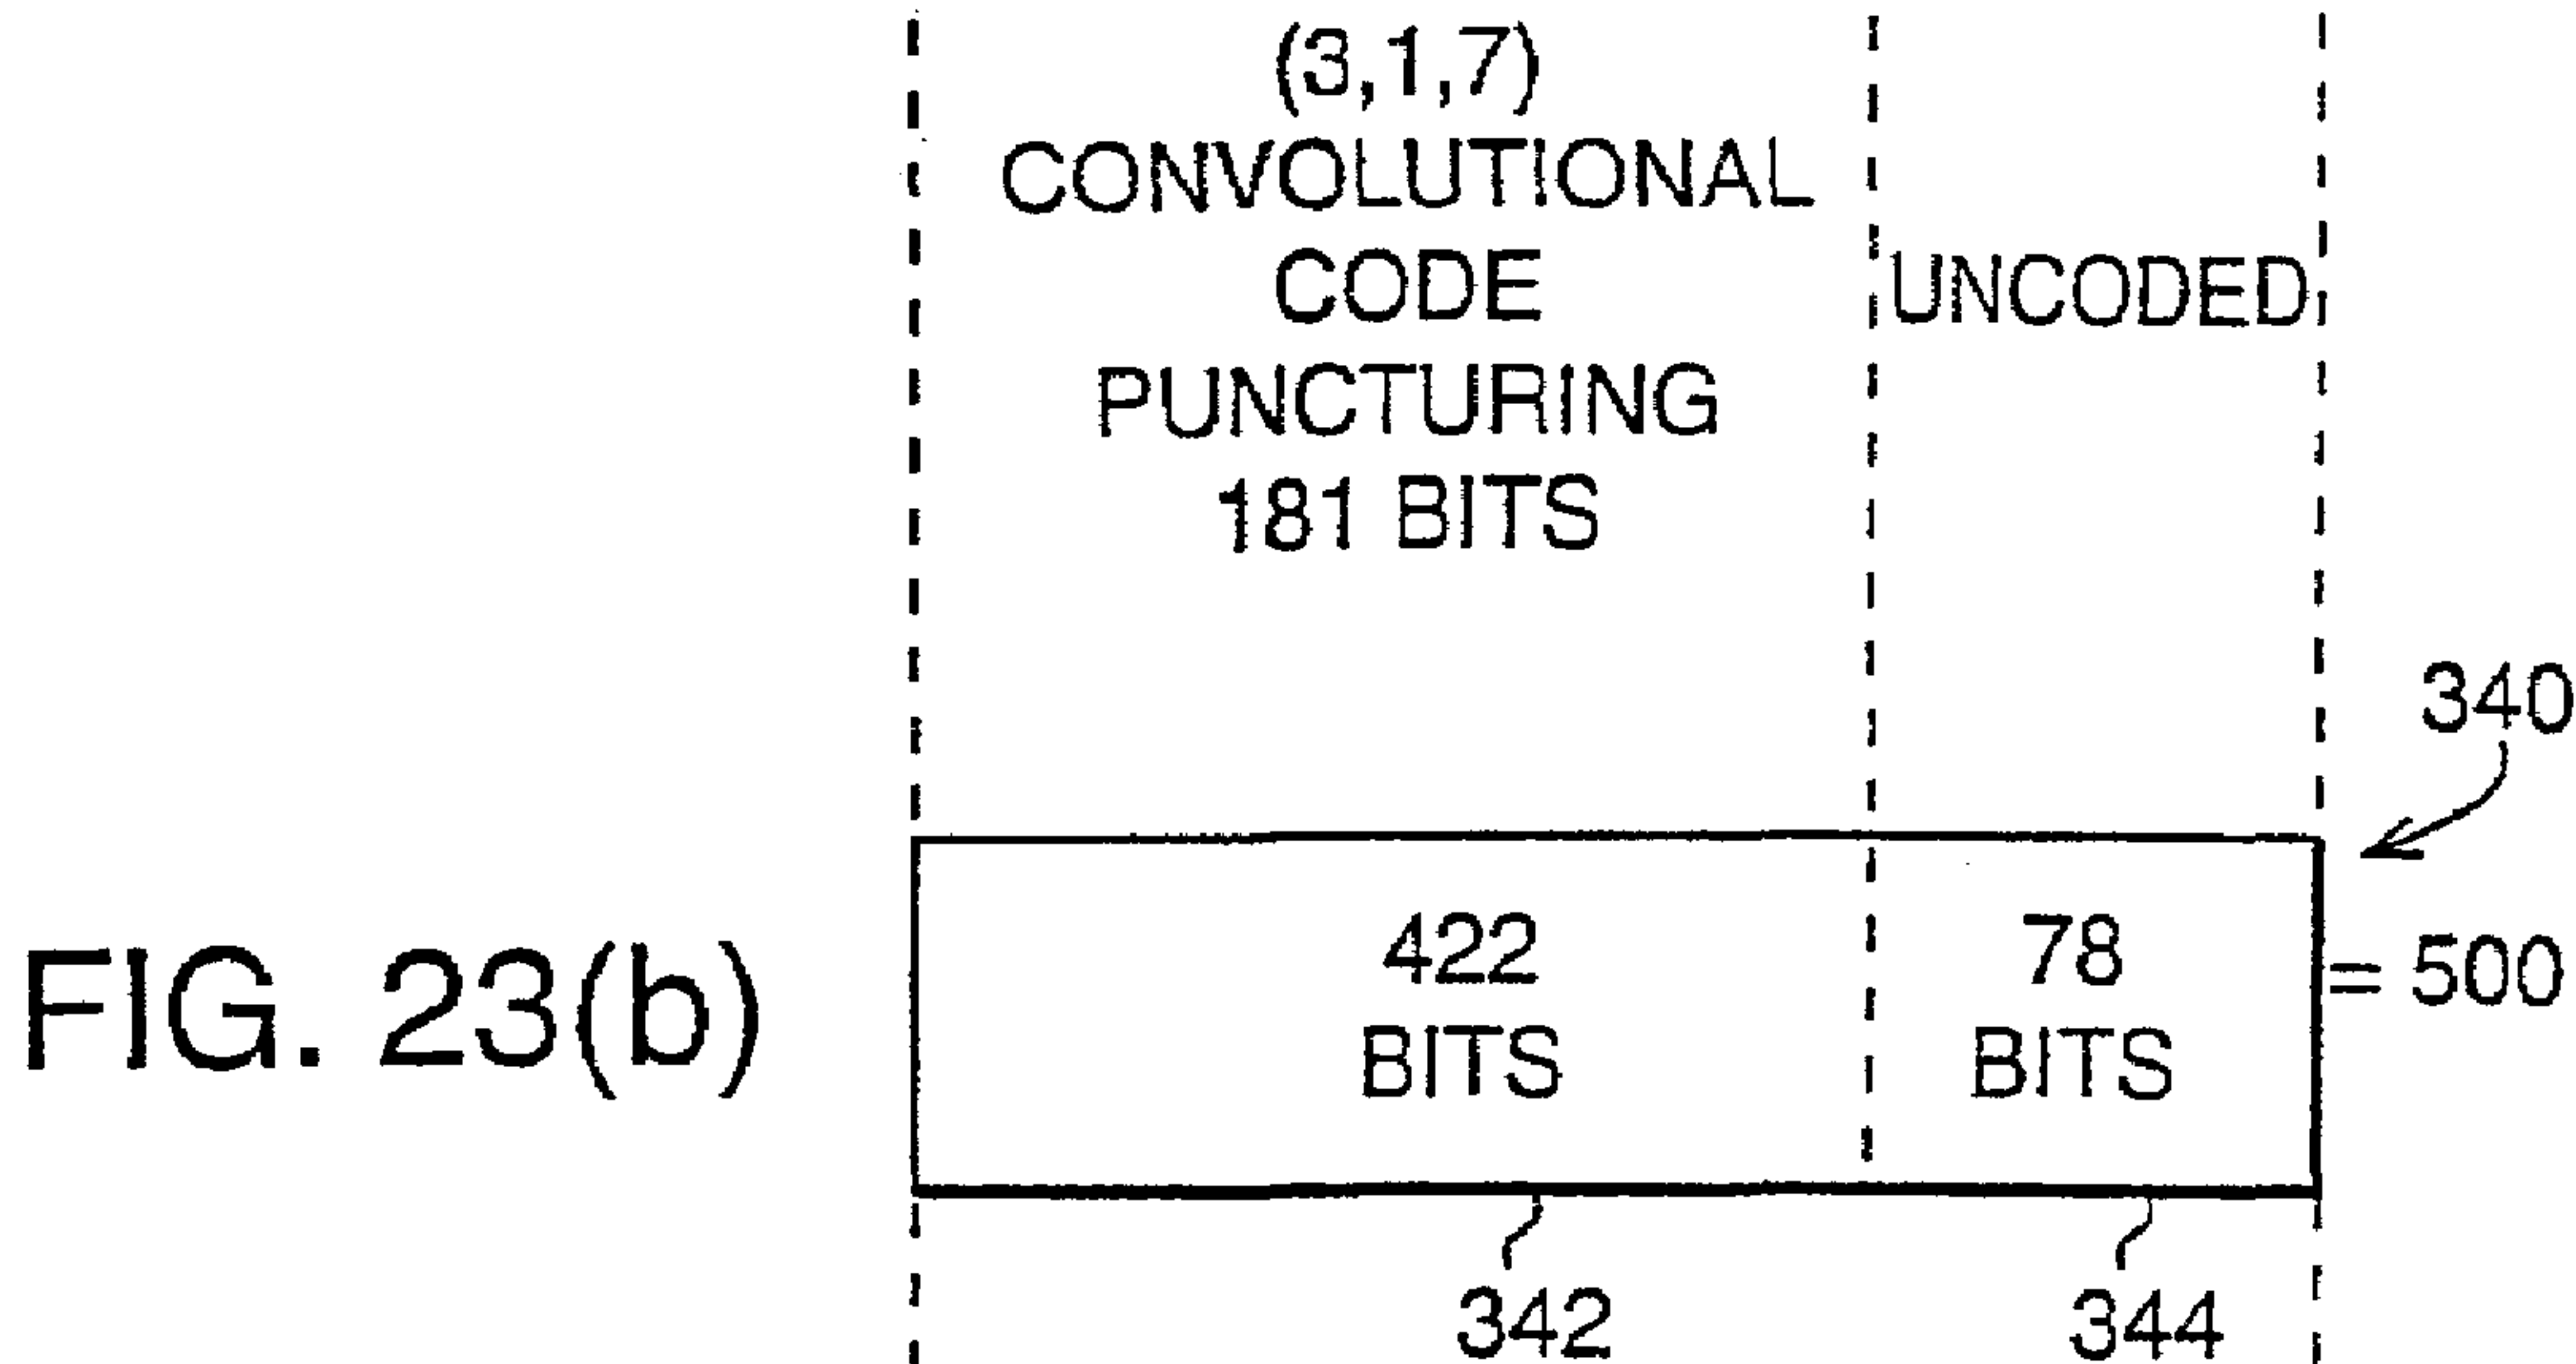 (3,1,7)
CONVOLUTIONAL
CODE
PUNCTURING
181 BITS
UNCODED
340
FIG. 23(b)
422
BITS
78
BITS
= 500
342
344